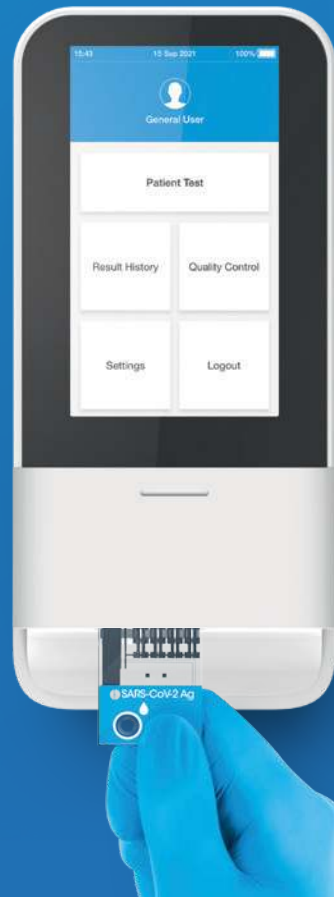 15:43 15 Sep 2021 100%
General User
Patient Test
Result History Quality Control
Settings Logout
SARS-CoV-2 Ag